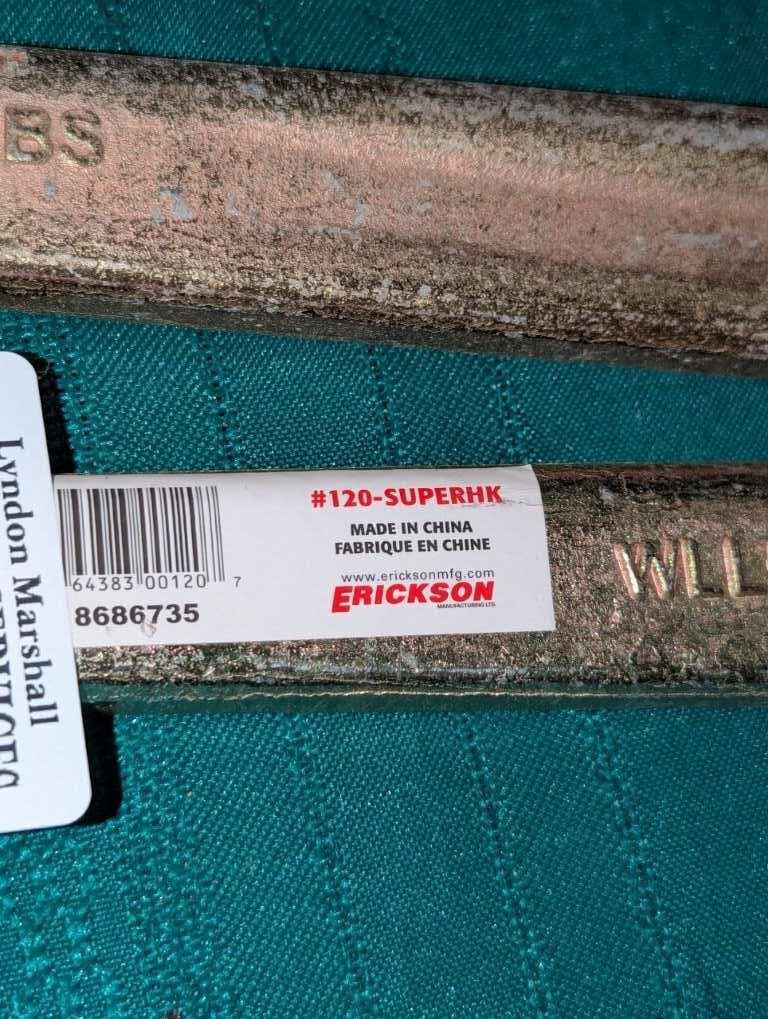 BS
#120-SUPERHK
MADE IN CHINA
FABRIQUE EN CHINE
64383 00120 7
www.ericksonmfg.com
8686735
ERICKSON
MANUFACTURING LTD.
WLL
Lyndon Marshall